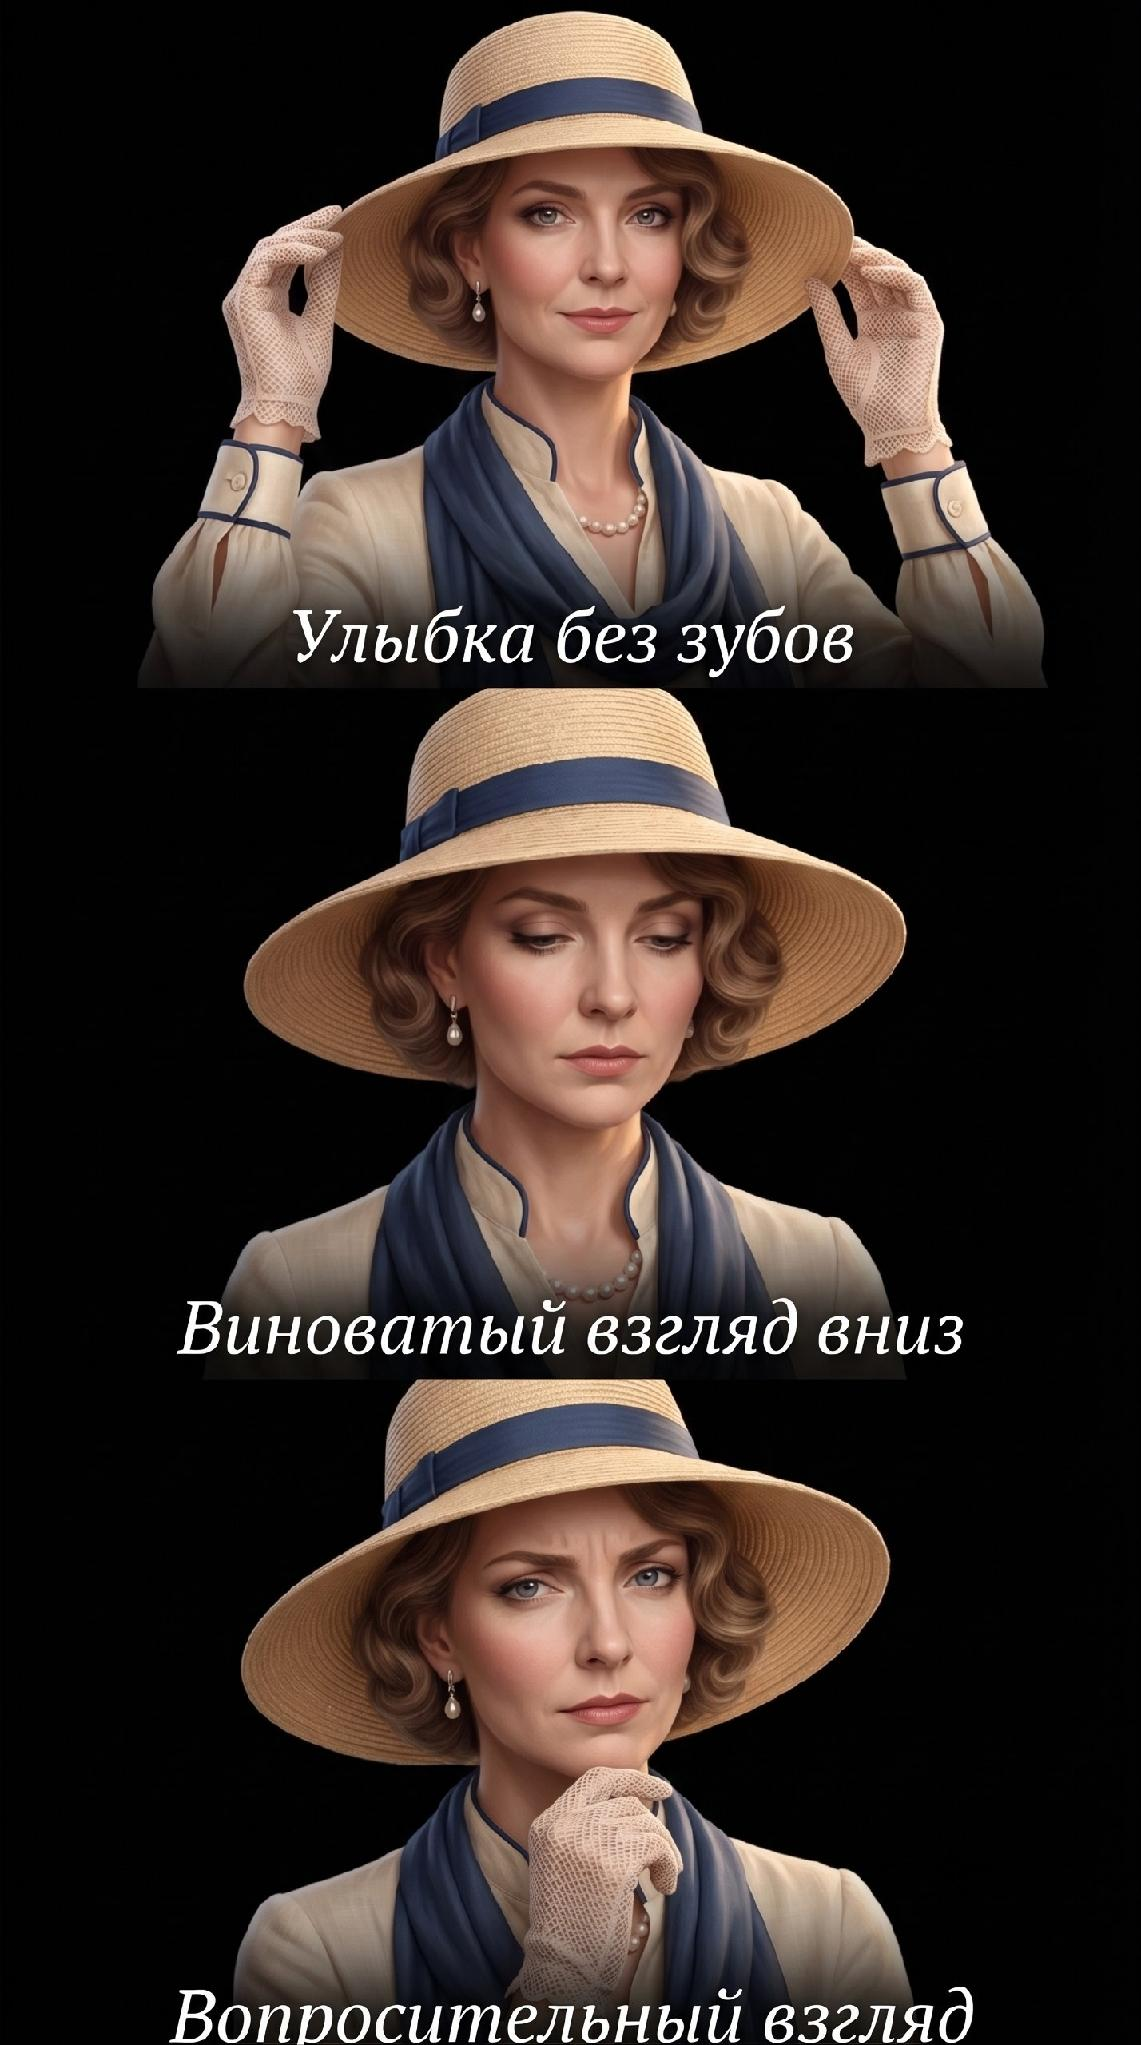 Улыбка без зубов
Виноватый взгляд вниз
Вопросительный взгляд